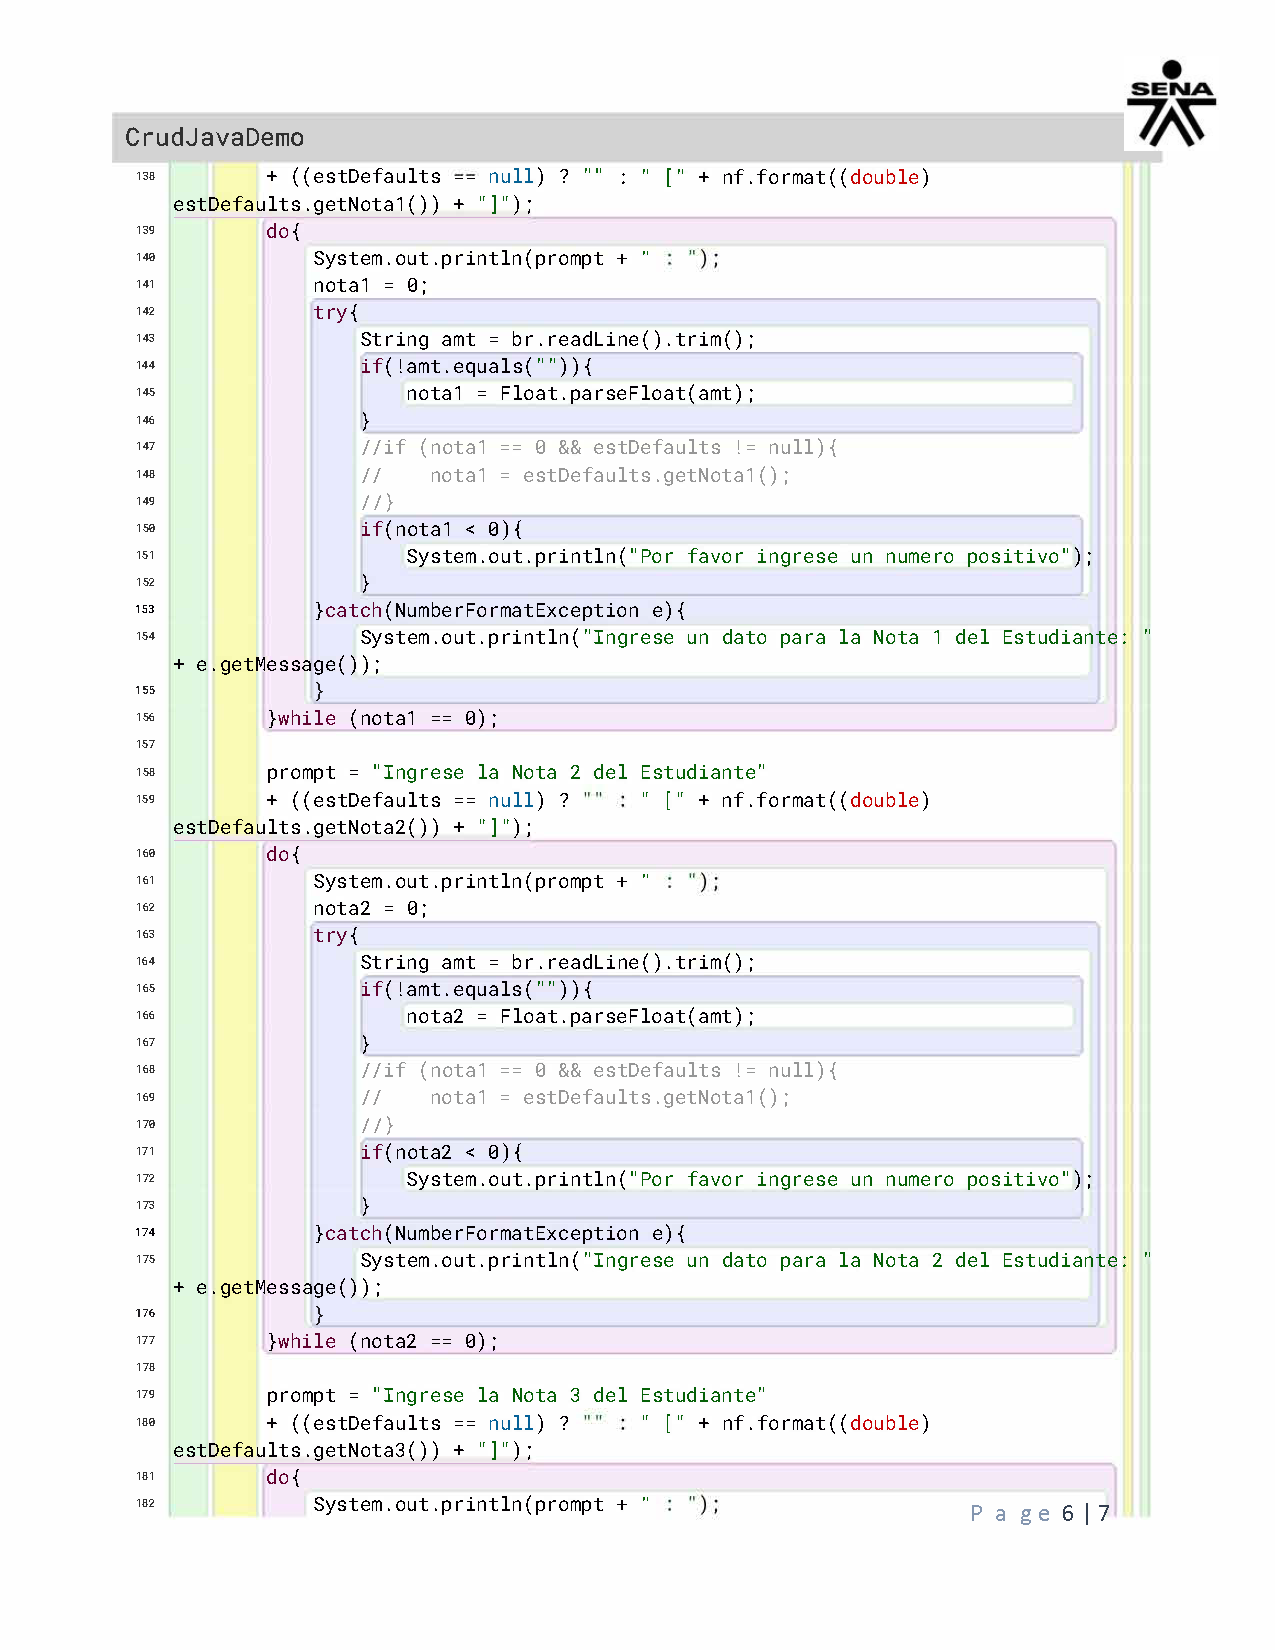 SENA
CrudJavaDemo
138 + ((estDefaults == null) ? "" : " [" + nf.format((double)
estDefaults.getNota1()) + "]");
139 do{
140 System.out.println(prompt + " : ");
141 nota1 = 0;
142 try{
143 String amt = br.readLine().trim();
144 if(!amt.equals("")){
145 nota1 = Float.parseFloat(amt);
146 }
147 //if (nota1 == 0 && estDefaults != null){
148 //    nota1 = estDefaults.getNota1();
149 //}
150 if(nota1 < 0){
151 System.out.println("Por favor ingrese un numero positivo");
152 }
153 }catch(NumberFormatException e){
154 System.out.println("Ingrese un dato para la Nota 1 del Estudiante: "
+ e.getMessage());
155 }
156 }while (nota1 == 0);
157
158 prompt = "Ingrese la Nota 2 del Estudiante"
159 + ((estDefaults == null) ? "" : " [" + nf.format((double)
estDefaults.getNota2()) + "]");
160 do{
161 System.out.println(prompt + " : ");
162 nota2 = 0;
163 try{
164 String amt = br.readLine().trim();
165 if(!amt.equals("")){
166 nota2 = Float.parseFloat(amt);
167 }
168 //if (nota1 == 0 && estDefaults != null){
169 //    nota1 = estDefaults.getNota1();
170 //}
171 if(nota2 < 0){
172 System.out.println("Por favor ingrese un numero positivo");
173 }
174 }catch(NumberFormatException e){
175 System.out.println("Ingrese un dato para la Nota 2 del Estudiante: "
+ e.getMessage());
176 }
177 }while (nota2 == 0);
178
179 prompt = "Ingrese la Nota 3 del Estudiante"
180 + ((estDefaults == null) ? "" : " [" + nf.format((double)
estDefaults.getNota3()) + "]");
181 do{
182 System.out.println(prompt + " : ");
P a g e 6 | 7